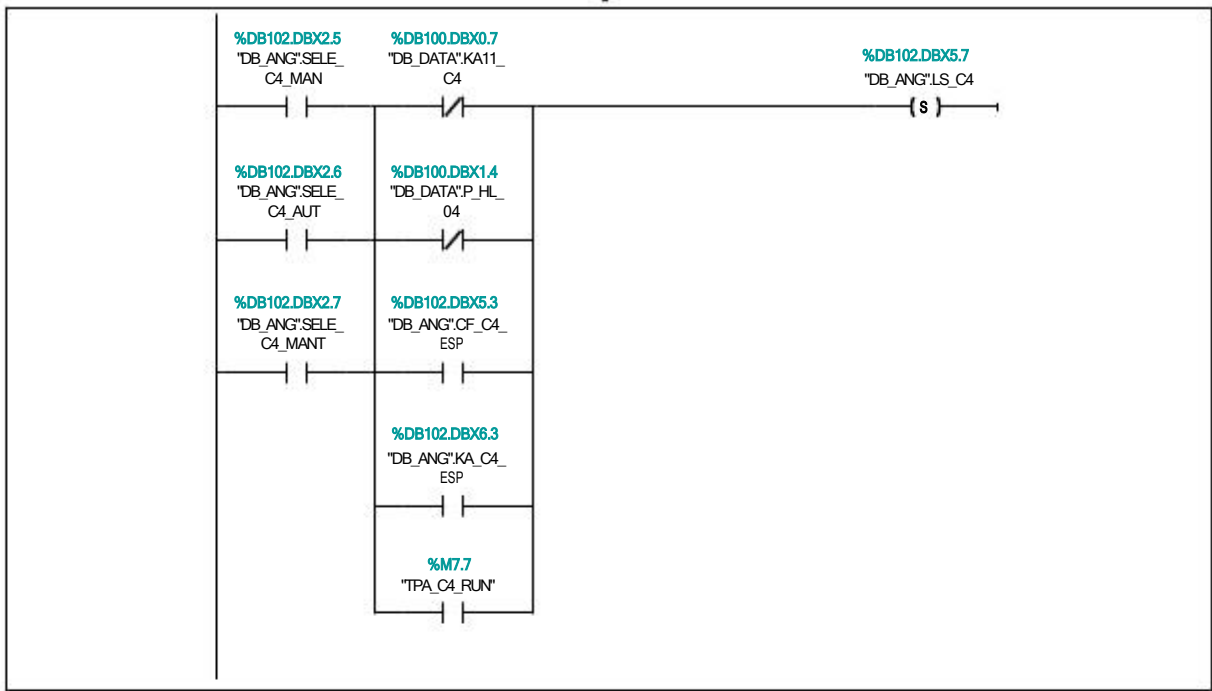 %DB102.DBX2.5
"DB_ANG".SELE_
C4_MAN
%DB100.DBX0.7
"DB_DATA".KA11_
C4
%DB102.DBX5.7
"DB_ANG".LS_C4
S
%DB102.DBX2.6
"DB_ANG".SELE_
C4_AUT
%DB100.DBX1.4
"DB_DATA".P_HL_
04
%DB102.DBX2.7
"DB_ANG".SELE_
C4_MANT
%DB102.DBX5.3
"DB_ANG".CF_C4_
ESP
%DB102.DBX6.3
"DB_ANG".KA_C4_
ESP
%M7.7
"TPA_C4_RUN"